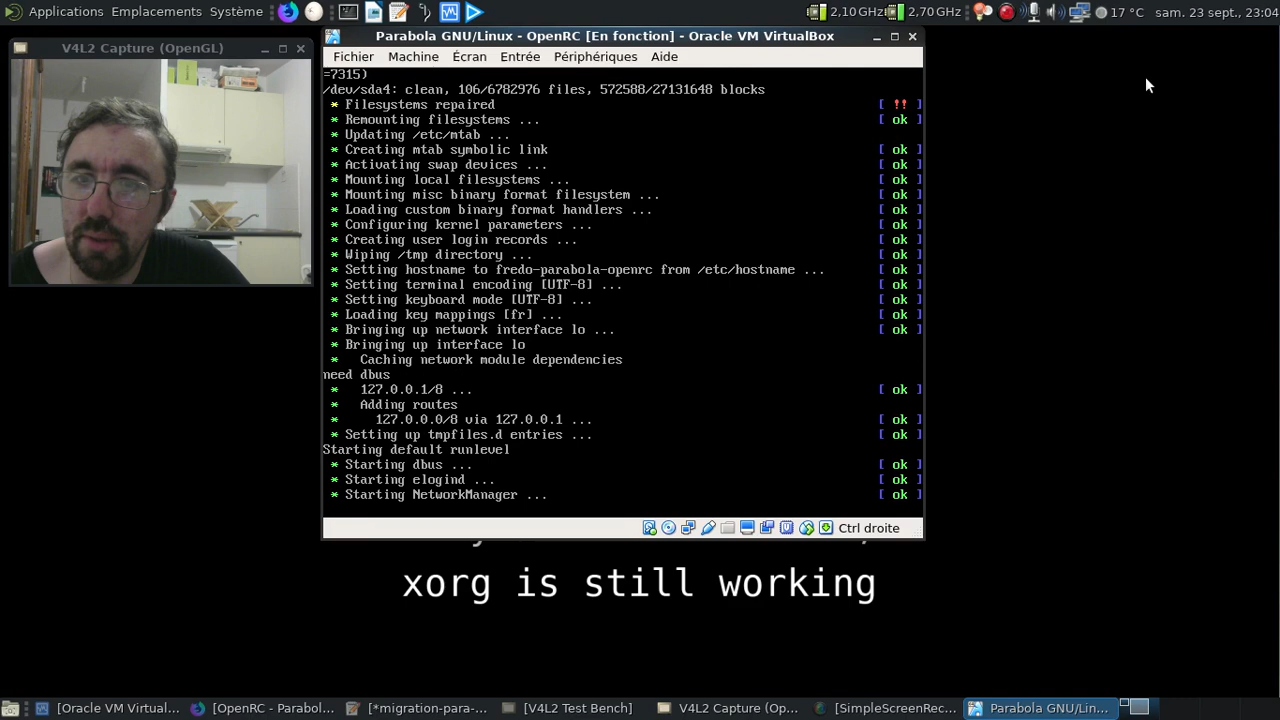 Applications Emplacements Système
2,10 GHz 2,70 GHz 17 °C sam. 23 sept., 23:04
V4L2 Capture (OpenGL)
Parabola GNU/Linux - OpenRC [En fonction] - Oracle VM VirtualBox
Fichier Machine Écran Entrée Périphériques Aide
=7315)
/dev/sda4: clean, 106/6782976 files, 572588/27131648 blocks
* Filesystems repaired [ !! ]
* Remounting filesystems ... [ ok ]
* Updating /etc/mtab ...
* Creating mtab symbolic link [ ok ]
* Activating swap devices ... [ ok ]
* Mounting local filesystems ... [ ok ]
* Mounting misc binary format filesystem ... [ ok ]
* Loading custom binary format handlers ... [ ok ]
* Configuring kernel parameters ... [ ok ]
* Creating user login records ... [ ok ]
* Wiping /tmp directory ... [ ok ]
* Setting hostname to fredo-parabola-openrc from /etc/hostname ... [ ok ]
* Setting terminal encoding [UTF-8] ... [ ok ]
* Setting keyboard mode [UTF-8] ... [ ok ]
* Loading key mappings [fr] ... [ ok ]
* Bringing up network interface lo ... [ ok ]
* Bringing up interface lo
* Caching network module dependencies
need dbus
* 127.0.0.1/8 ... [ ok ]
* Adding routes
* 127.0.0.0/8 via 127.0.0.1 ... [ ok ]
* Setting up tmpfiles.d entries ... [ ok ]
Starting default runlevel
* Starting dbus ... [ ok ]
* Starting elogind ... [ ok ]
* Starting NetworkManager ... [ ok ]
Ctrl droite
xorg is still working
[Oracle VM Virtual... [OpenRC - Parabol... [*migration-para-... [V4L2 Test Bench] V4L2 Capture (Op... [SimpleScreenRec... Parabola GNU/Lin...